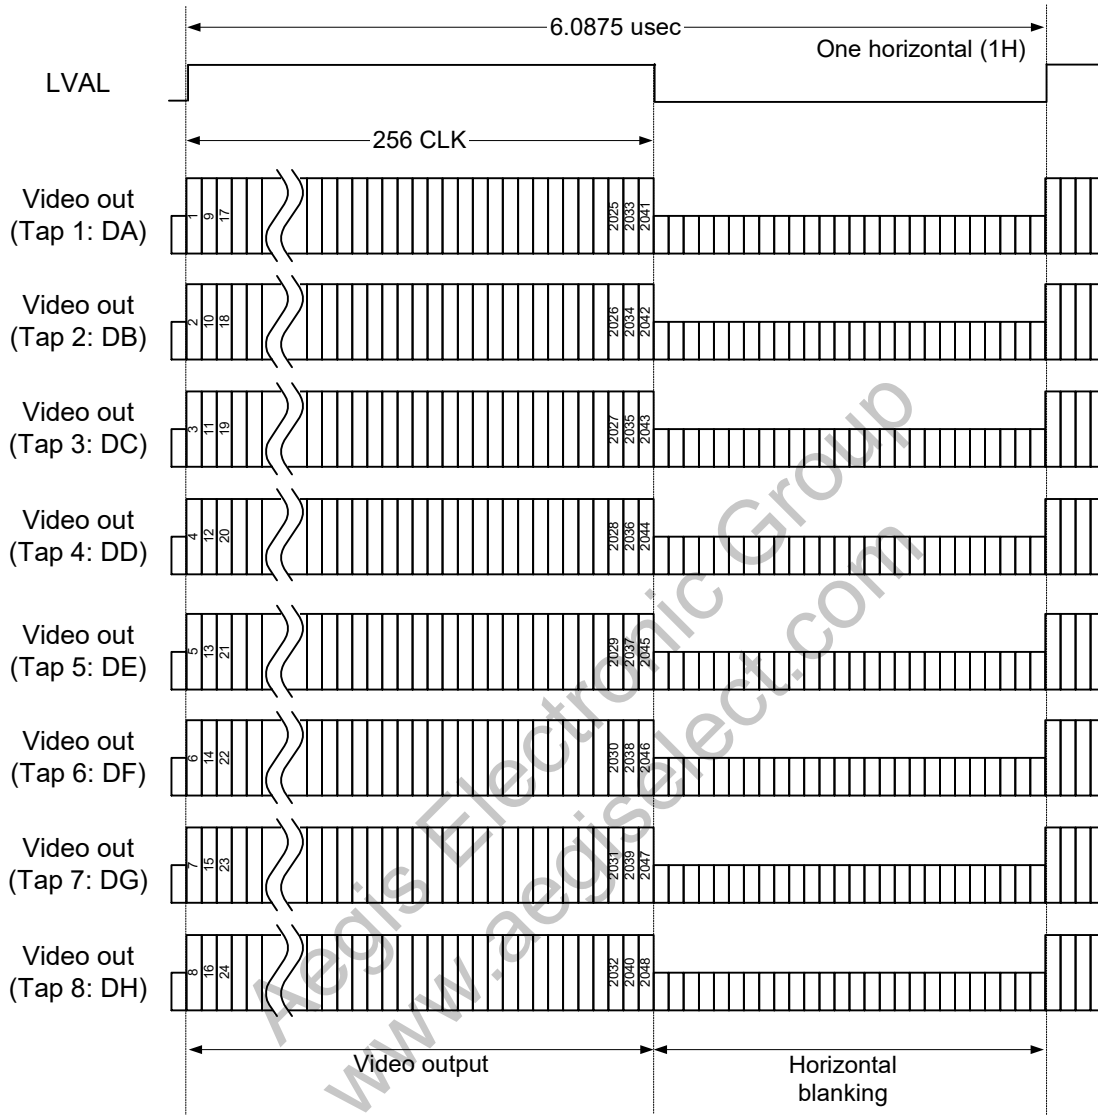 6.0875 usec
One horizontal (1H)
LVAL
256 CLK
Video out
(Tap 1: DA)
1 9 17 2025 2033 2041
Video out
(Tap 2: DB)
2 10 18 2026 2034 2042
Video out
(Tap 3: DC)
3 11 19 2027 2035 2043
Video out
(Tap 4: DD)
4 12 20 2028 2036 2044
Video out
(Tap 5: DE)
5 13 21 2029 2037 2045
Video out
(Tap 6: DF)
6 14 22 2030 2038 2046
Video out
(Tap 7: DG)
7 15 23 2031 2039 2047
Video out
(Tap 8: DH)
8 16 24 2032 2040 2048
Video output
Horizontal
blanking
Aegis Electronic Group
www.aegiselect.com